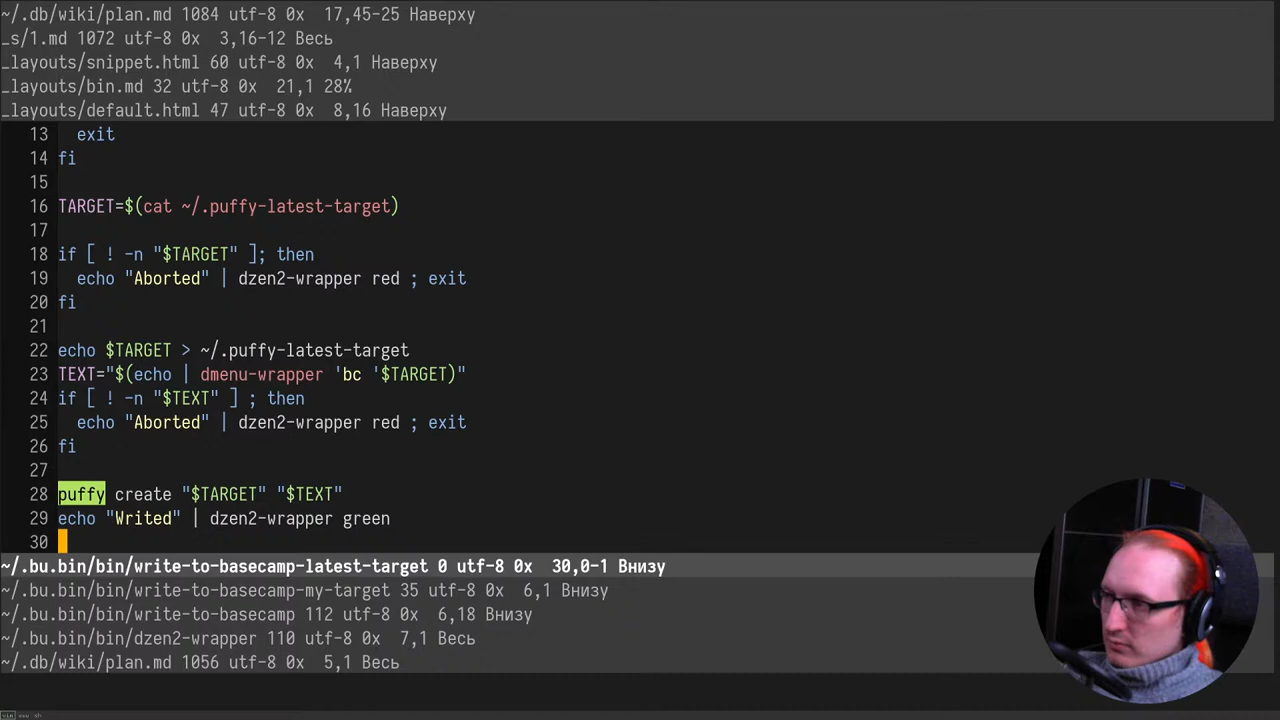 ~/.db/wiki/plan.md 1084 utf-8 0x  17,45-25 Наверху
_s/1.md 1072 utf-8 0x  3,16-12 Весь
_layouts/snippet.html 60 utf-8 0x  4,1 Наверху
_layouts/bin.md 32 utf-8 0x  21,1 28%
_layouts/default.html 47 utf-8 0x  8,16 Наверху
13   exit
14 fi
15
16 TARGET=$(cat ~/.puffy-latest-target)
17
18 if [ ! -n "$TARGET" ]; then
19   echo "Aborted" | dzen2-wrapper red ; exit
20 fi
21
22 echo $TARGET > ~/.puffy-latest-target
23 TEXT="$(echo | dmenu-wrapper 'bc '$TARGET)"
24 if [ ! -n "$TEXT" ] ; then
25   echo "Aborted" | dzen2-wrapper red ; exit
26 fi
27
28 puffy create "$TARGET" "$TEXT"
29 echo "Writed" | dzen2-wrapper green
30
~/.bu.bin/bin/write-to-basecamp-latest-target 0 utf-8 0x  30,0-1 Внизу
~/.bu.bin/bin/write-to-basecamp-my-target 35 utf-8 0x  6,1 Внизу
~/.bu.bin/bin/write-to-basecamp 112 utf-8 0x  6,18 Внизу
~/.bu.bin/bin/dzen2-wrapper 110 utf-8 0x  7,1 Весь
~/.db/wiki/plan.md 1056 utf-8 0x  5,1 Весь